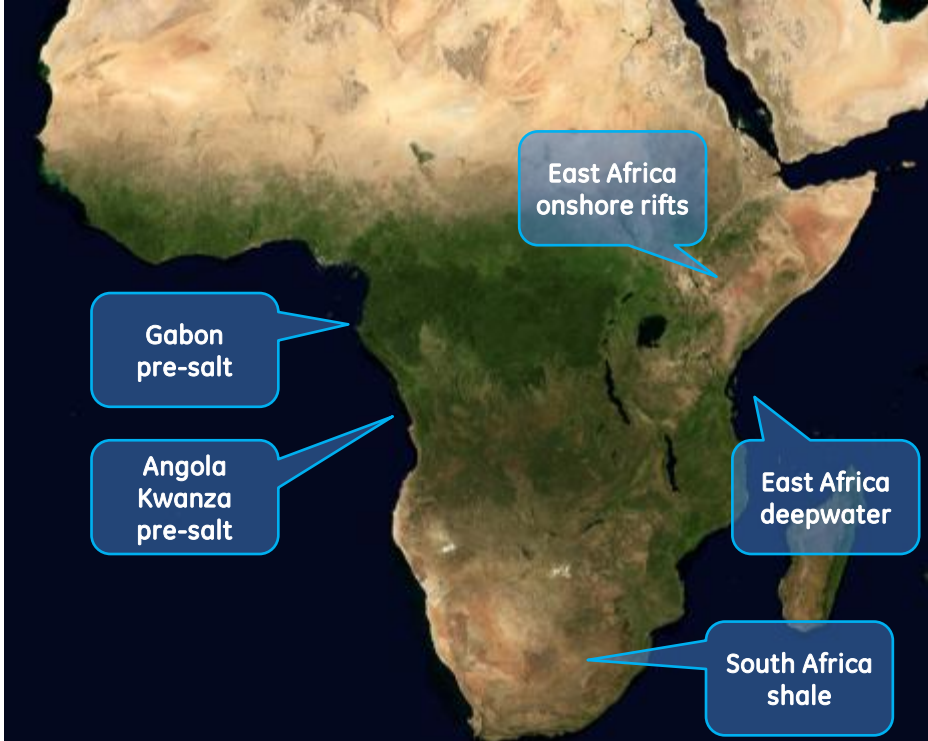 East Africa
onshore rifts
Gabon
pre-salt
Angola
Kwanza
pre-salt
East Africa
deepwater
South Africa
shale